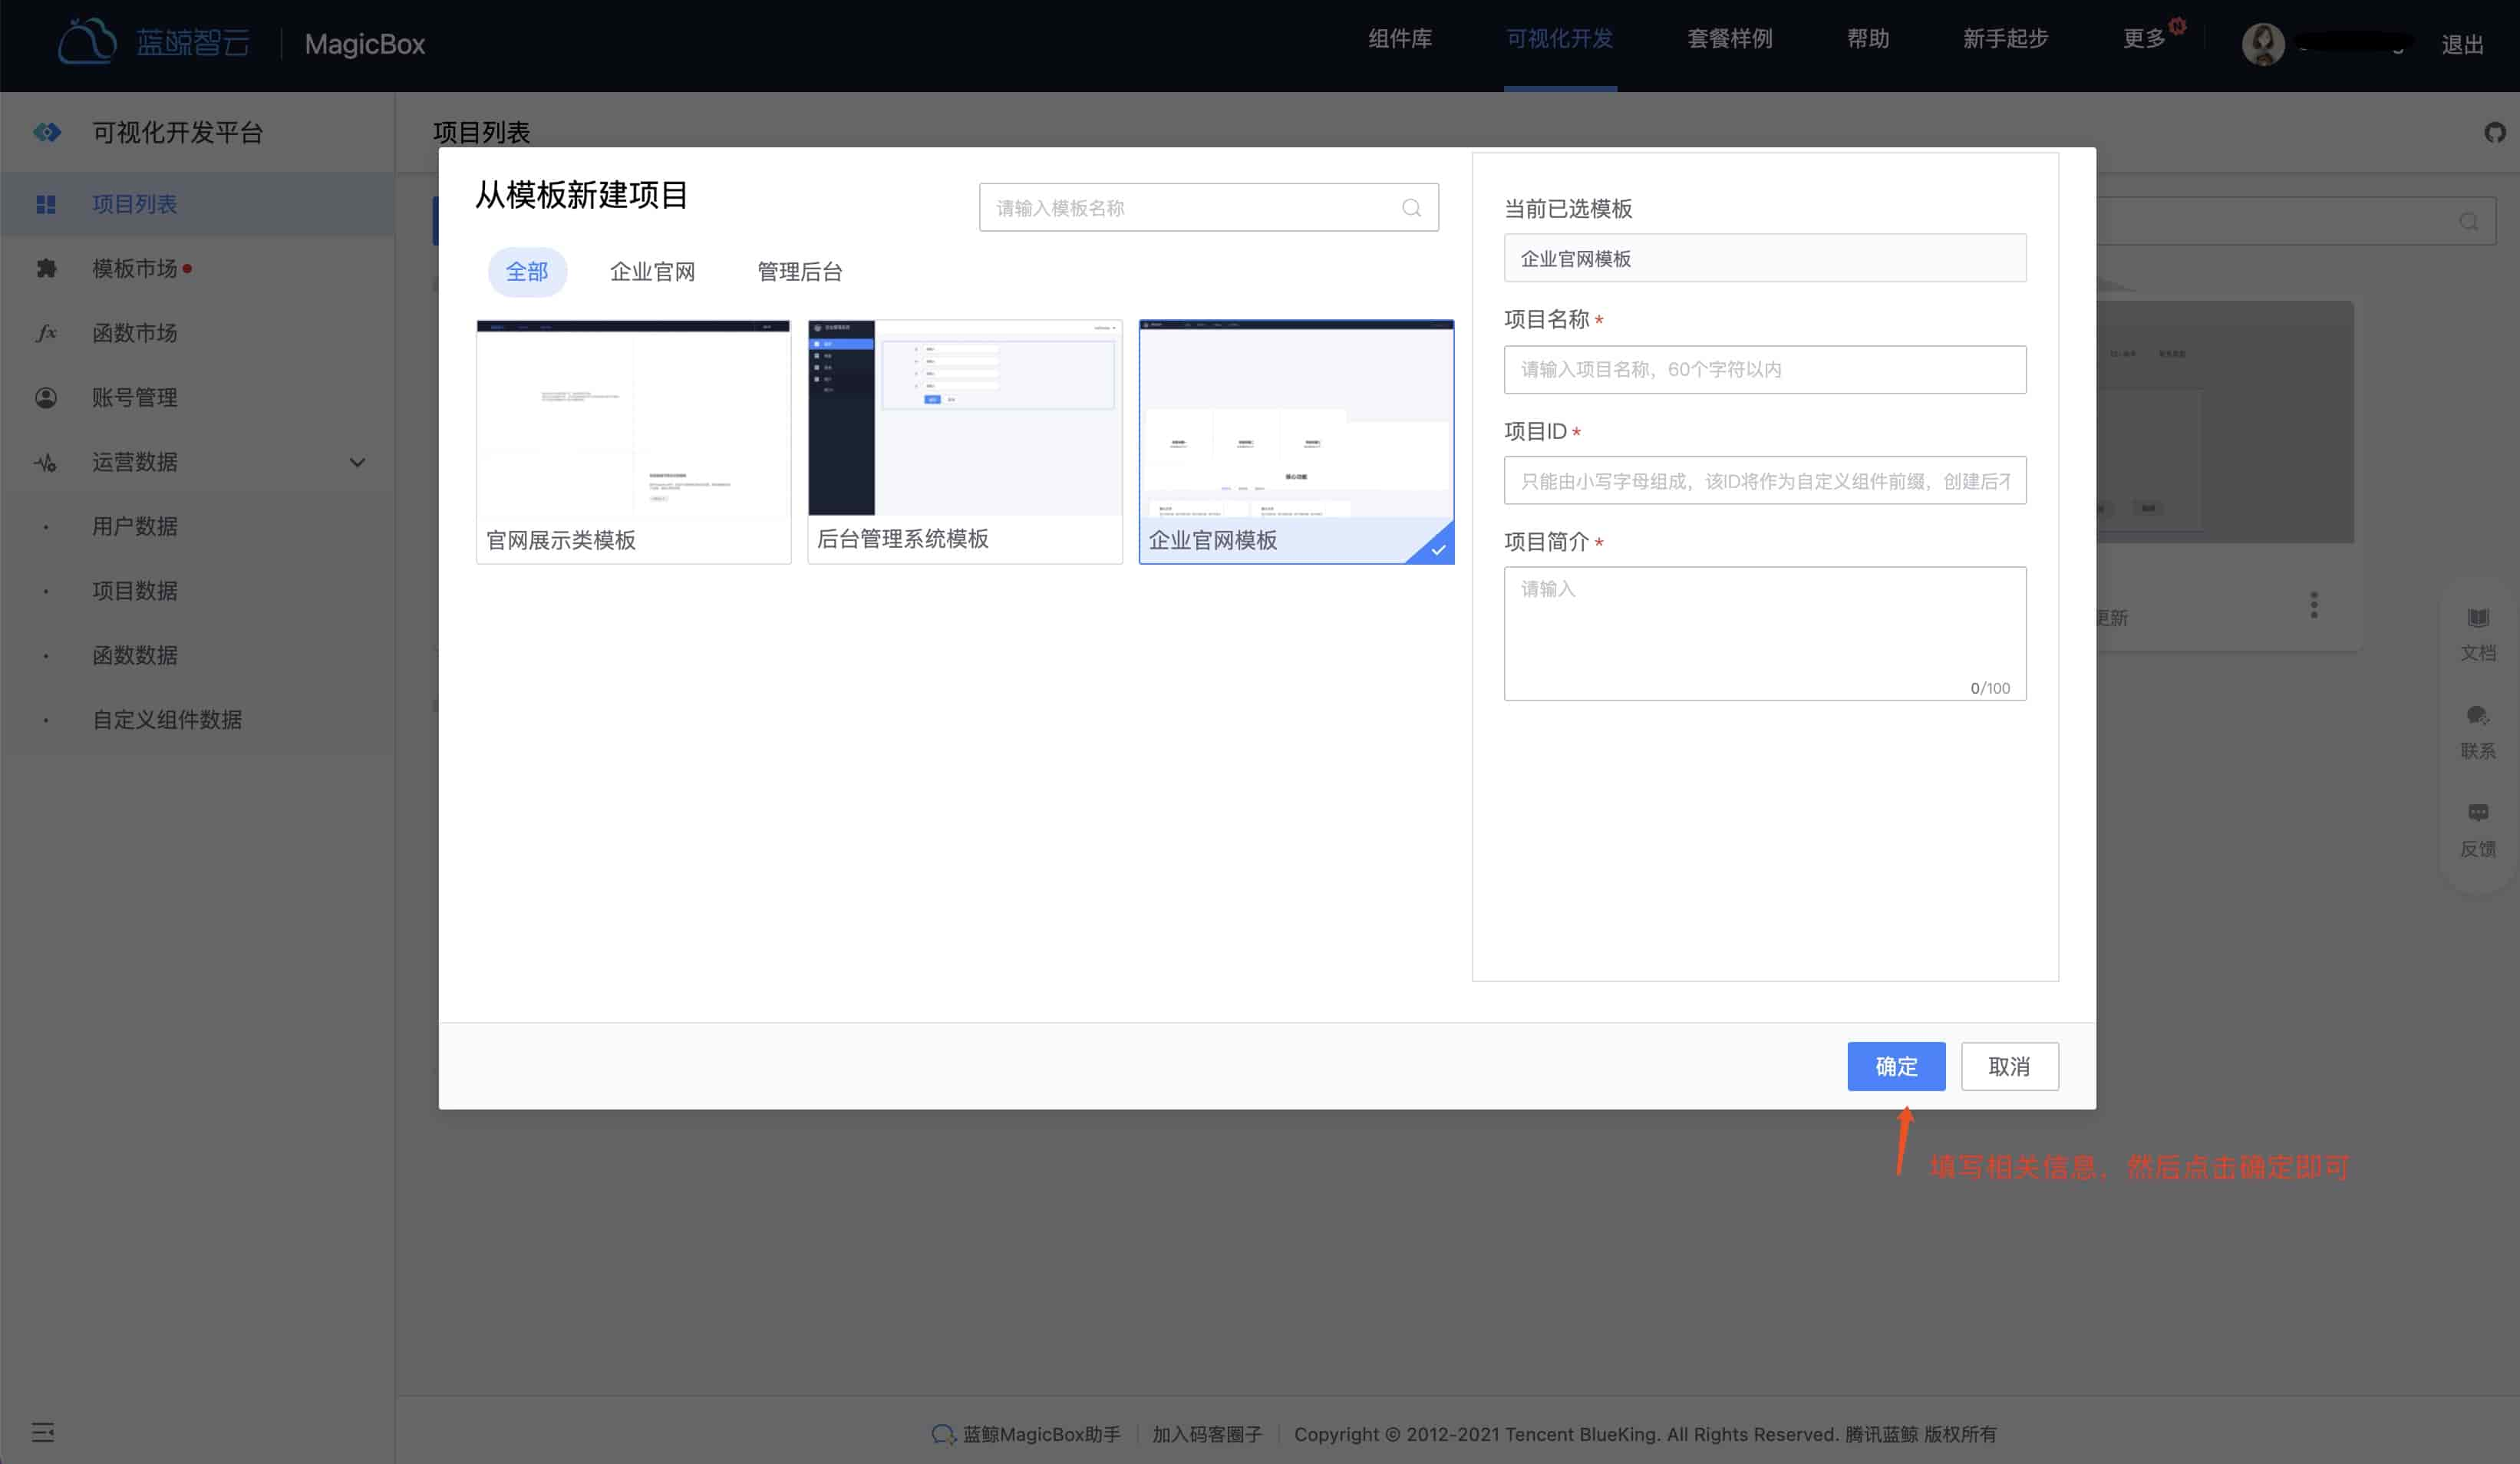 蓝鲸智云 MagicBox 组件库 可视化开发 套餐样例 帮助 新手起步 更多 N 退出
可视化开发平台 项目列表
项目列表
模板市场
函数市场
账号管理
运营数据
用户数据
项目数据
函数数据
自定义组件数据
从模板新建项目
请输入模板名称
全部 企业官网 管理后台
官网展示类模板 后台管理系统模板 企业官网模板
核心功能
当前已选模板
企业官网模板
项目名称 *
请输入项目名称，60个字符以内
项目ID *
只能由小写字母组成，该ID将作为自定义组件前缀，创建后不
项目简介 *
请输入
0/100
确定 取消
更新
文档
联系
反馈
填写相关信息，然后点击确定即可
蓝鲸MagicBox助手 加入码客圈子 Copyright © 2012-2021 Tencent BlueKing. All Rights Reserved. 腾讯蓝鲸 版权所有